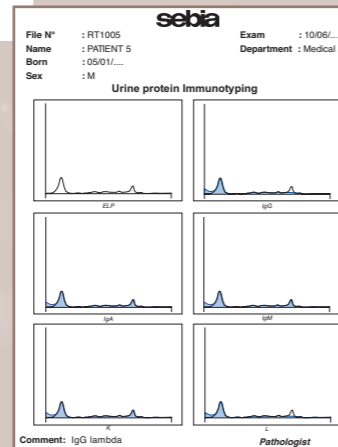 sebia
File N° : RT1005 Exam : 10/06/....
Name : PATIENT 5 Department : Medical
Born : 05/01/....
Sex : M
Urine protein Immunotyping
ELP IgG
IgA IgM
K L
Comment: IgG lambda Pathologist